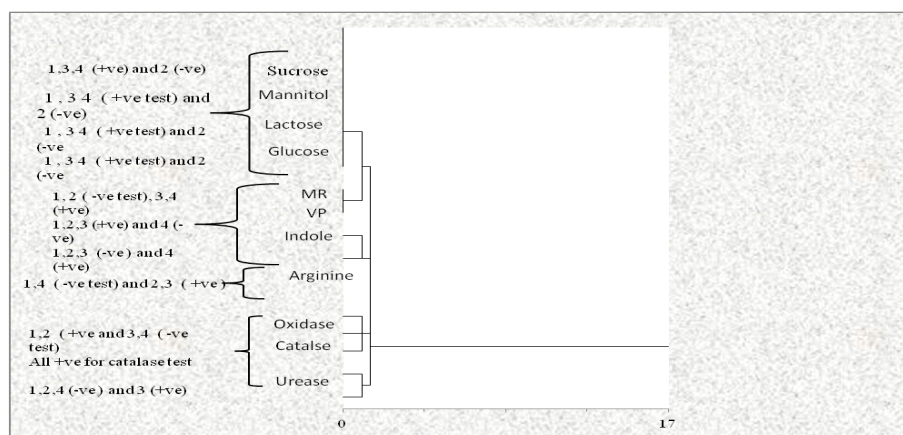 1,3,4 (+ve) and 2 (-ve)
1 , 3 4 ( +ve test) and
2 (-ve)
1 , 3 4 ( +ve test) and 2
(-ve
1 , 3 4 ( +ve test) and 2
(-ve
1,2 ( -ve test), 3,4
(+ve)
1,2,3 (+ve) and 4 (-
ve)
1,2,3 (-ve) and 4
(+ve)
1,4 ( -ve test) and 2,3 ( +ve )
1,2 ( +ve and 3,4 ( -ve
test)
All +ve for catalase test
1,2,4 (-ve) and 3 (+ve)
Sucrose
Mannitol
Lactose
Glucose
MR
VP
Indole
Arginine
Oxidase
Catalse
Urease
0
17